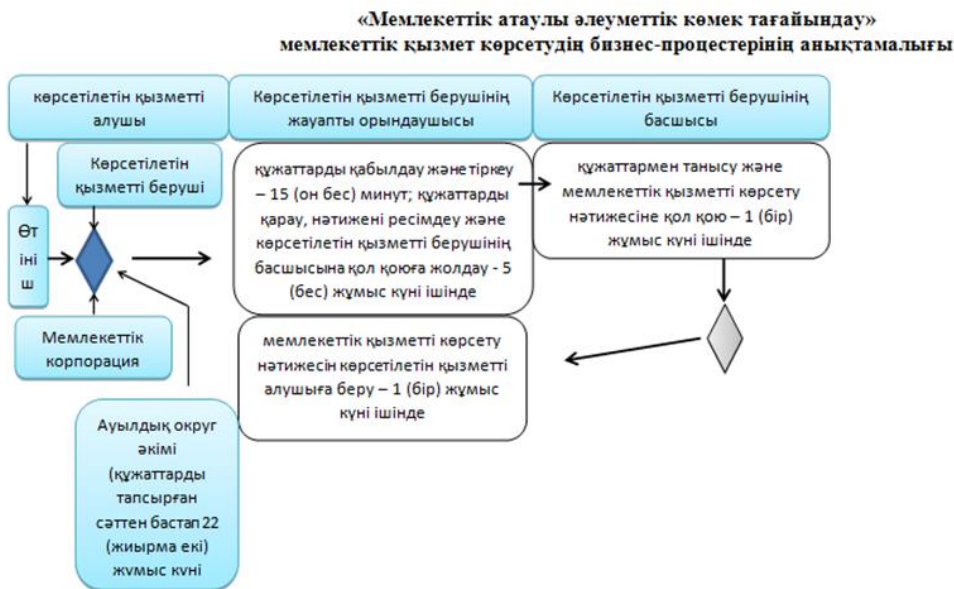 «Мемлекеттік атаулы әлеуметтік көмек тағайындау»
мемлекеттік қызмет көрсетудің бизнес-процестерінің анықтамалығы
көрсетілетін қызметті
алушы
Көрсетілетін қызметті берушінің
жауапты орындаушысы
Көрсетілетін қызметті берушінің
басшысы
Көрсетілетін
қызметті беруші
Өт
ініш
ш
Мемлекеттік
корпорация
Ауылдық округ
әкімі
(құжаттарды
тапсырған
сәттен бастап 22
(жиырма екі)
жұмыс күні
құжаттарды қабылдау жәнетіркеу
– 15 (он бес) минут; құжаттарды
қарау, нәтижені ресімдеу және
көрсетілетін қызметті берушінің
басшысына қол қоюға жолдау - 5
(бес) жұмыс күні ішінде
құжаттармен танысу және
мемлекеттік қызметті көрсету
нәтижесіне қол қою – 1 (бір)
жұмыс күні ішінде
мемлекеттік қызметті көрсету
нәтижесін көрсетілетін қызметті
алушыға беру – 1 (бір) жұмыс
күні ішінде